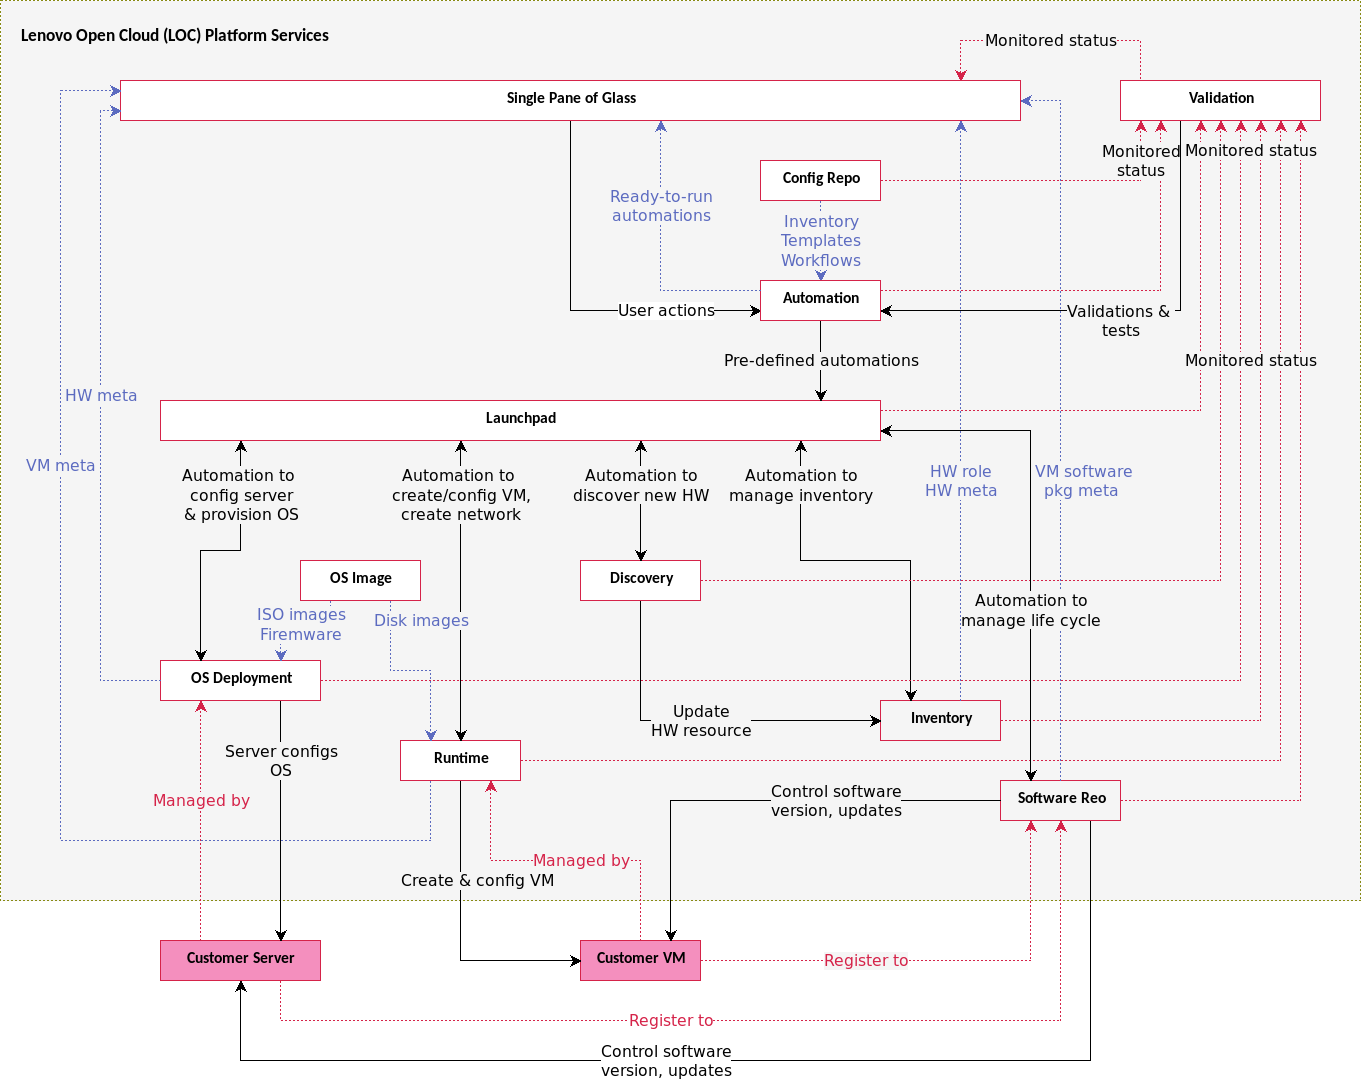 Lenovo Open Cloud (LOC) Platform Services
Monitored status
Single Pane of Glass
Validation
Monitored
status
Monitored status
Config Repo
Ready-to-run
automations
Inventory
Templates
Workflows
Automation
User actions
Validations &
tests
Pre-defined automations
Monitored status
HW meta
Launchpad
VM meta
Automation to
config server
& provision OS
Automation to
create/config VM,
create network
Automation to
discover new HW
Automation to
manage inventory
HW role
HW meta
VM software
pkg meta
OS Image
Discovery
ISO images
Firemware
Disk images
Automation to
manage life cycle
OS Deployment
Update
HW resource
Inventory
Server configs
OS
Runtime
Managed by
Control software
version, updates
Software Reo
Managed by
Create & config VM
Customer Server
Customer VM
Register to
Register to
Control software
version, updates